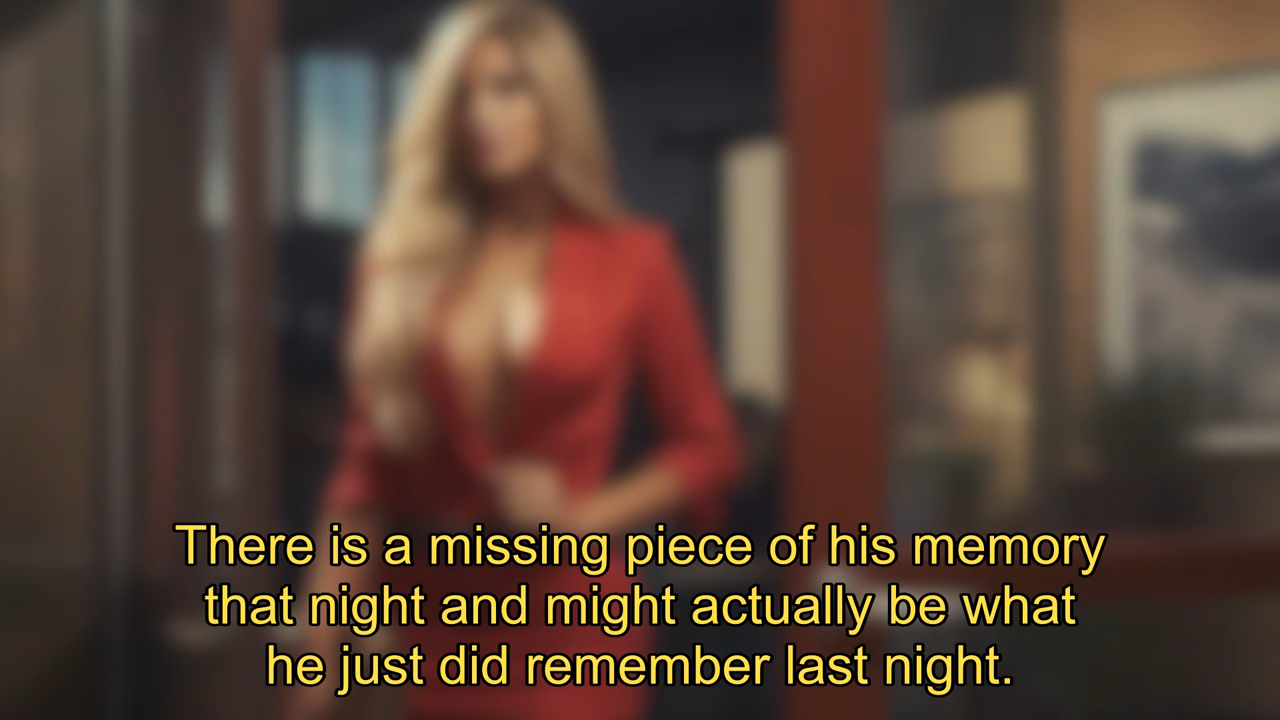 There is a missing piece of his memory
that night and might actually be what
he just did remember last night.